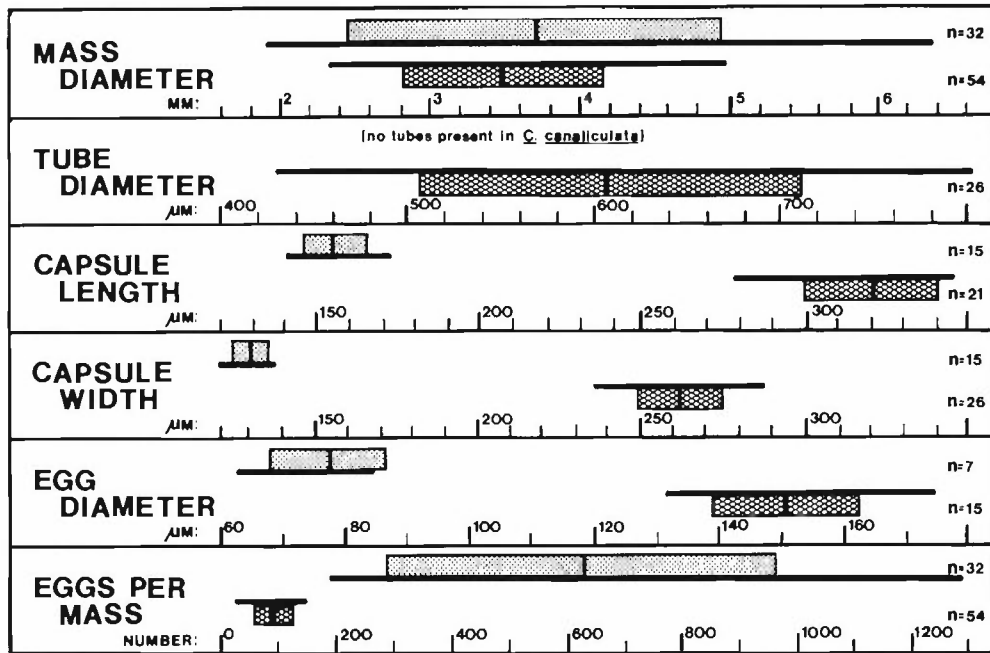 MASS n=32
DIAMETER n=54
MM: 2 3 4 5 6
(no tubes present in C. canaliculata)
TUBE
DIAMETER n=26
µM: 400 500 600 700
CAPSULE n=15
LENGTH n=21
µM: 150 200 250 300
CAPSULE n=15
WIDTH n=26
µM: 150 200 250 300
EGG n=7
DIAMETER n=15
µM: 60 80 100 120 140 160
EGGS PER n=32
MASS n=54
NUMBER: 0 200 400 600 800 1000 1200